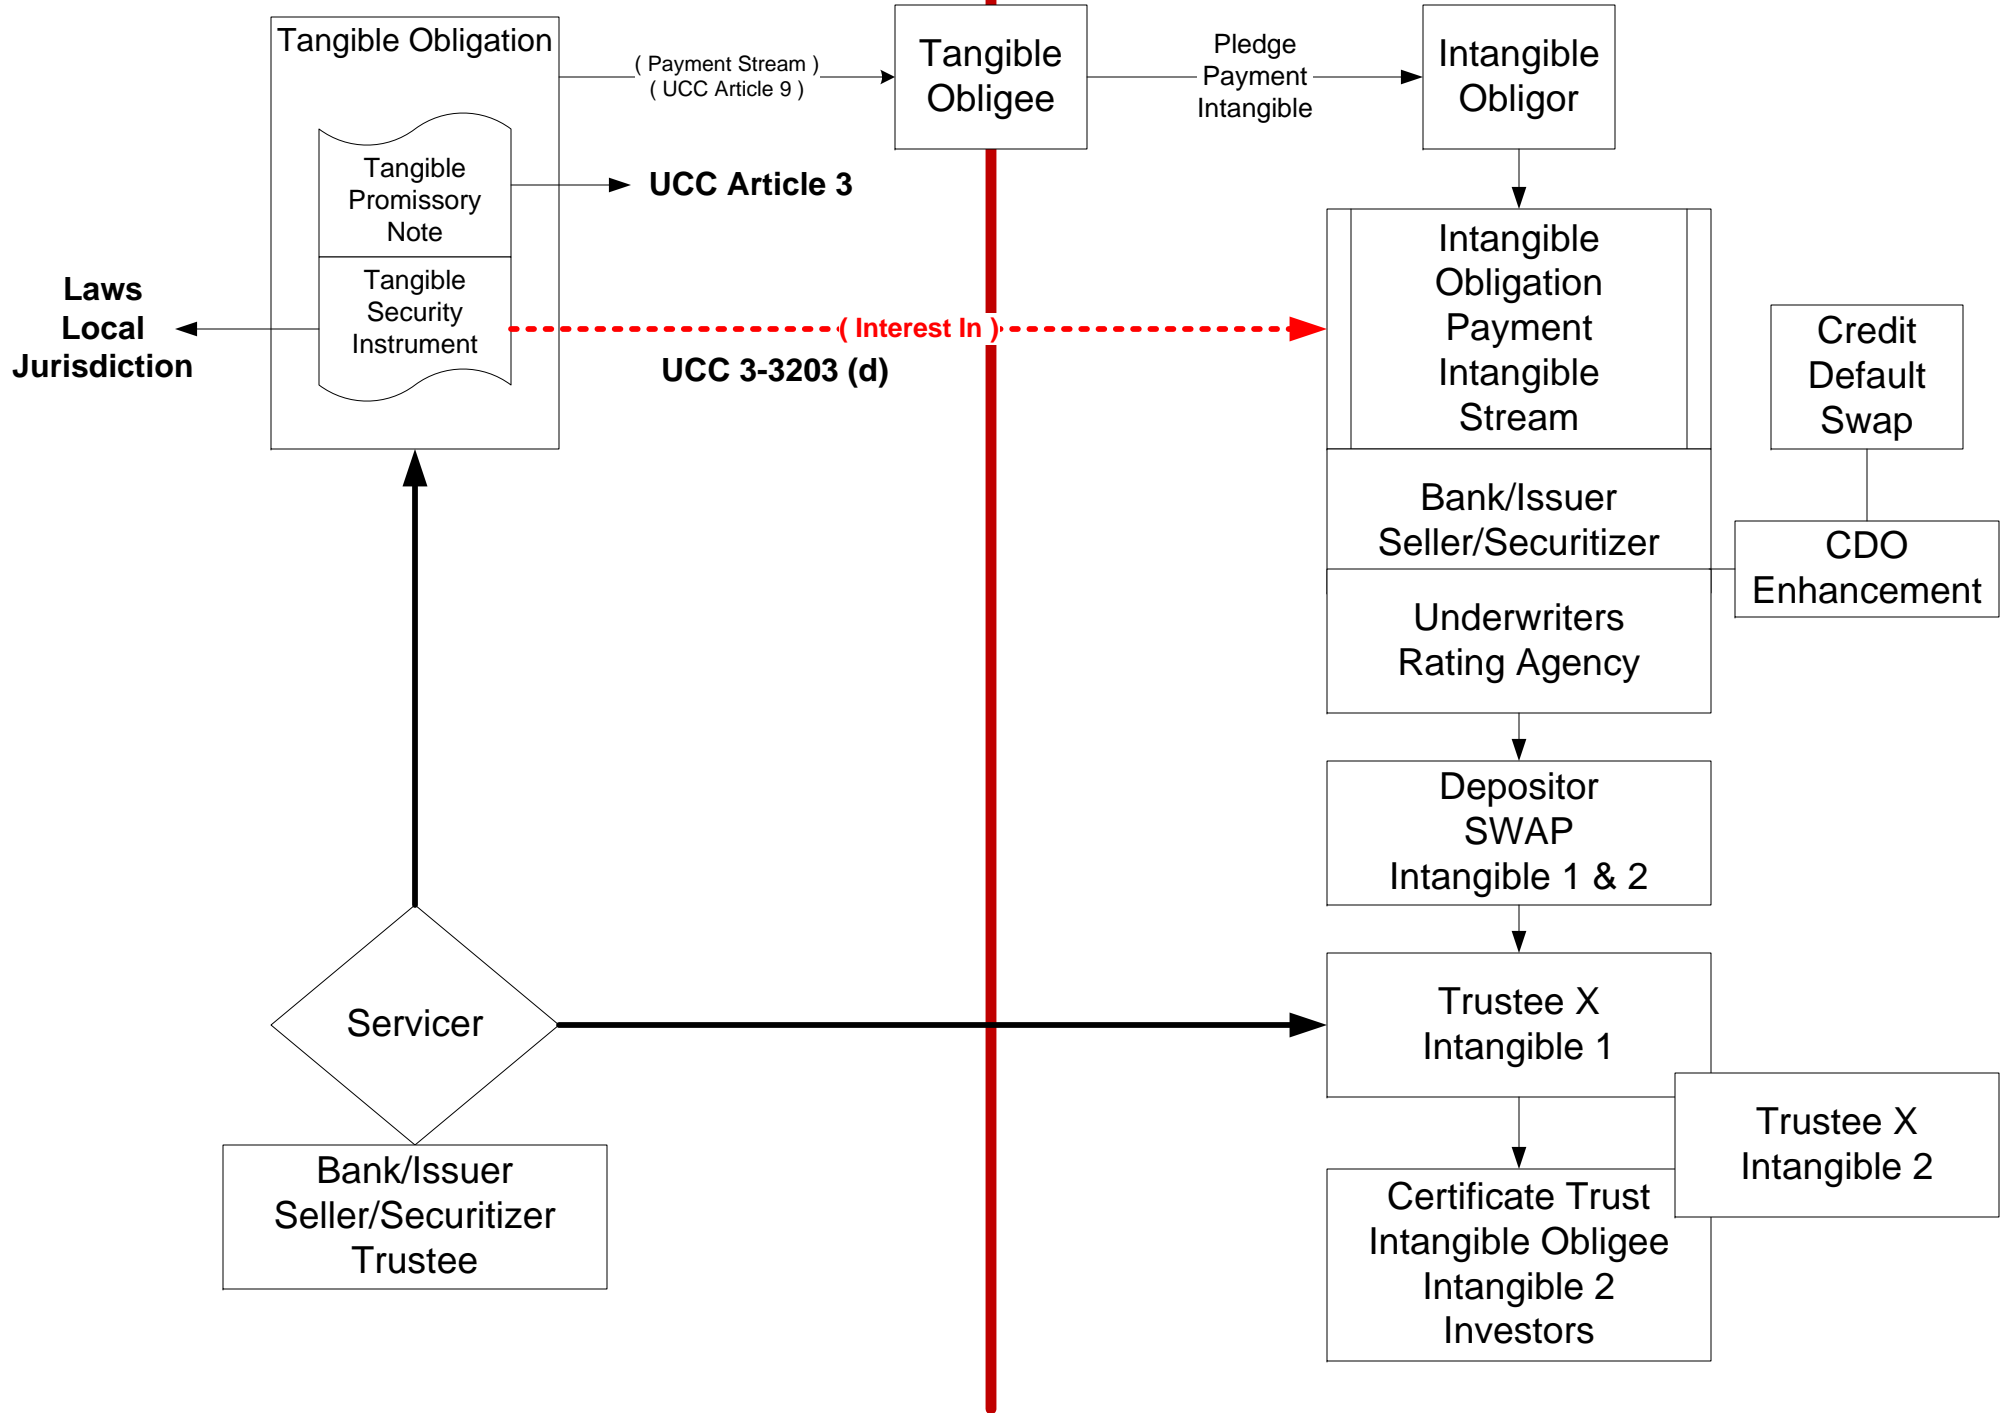 Tangible Obligation
( Payment Stream )
( UCC Article 9 )
Tangible
Obligee
Pledge
Payment
Intangible
Intangible
Obligor
Tangible
Promissory
Note
UCC Article 3
Tangible
Security
Instrument
Laws
Local
Jurisdiction
( Interest In )
UCC 3-3203 (d)
Intangible
Obligation
Payment
Intangible
Stream
Credit
Default
Swap
Bank/Issuer
Seller/Securitizer
CDO
Enhancement
Underwriters
Rating Agency
Depositor
SWAP
Intangible 1 & 2
Servicer
Trustee X
Intangible 1
Trustee X
Intangible 2
Bank/Issuer
Seller/Securitizer
Trustee
Certificate Trust
Intangible Obligee
Intangible 2
Investors